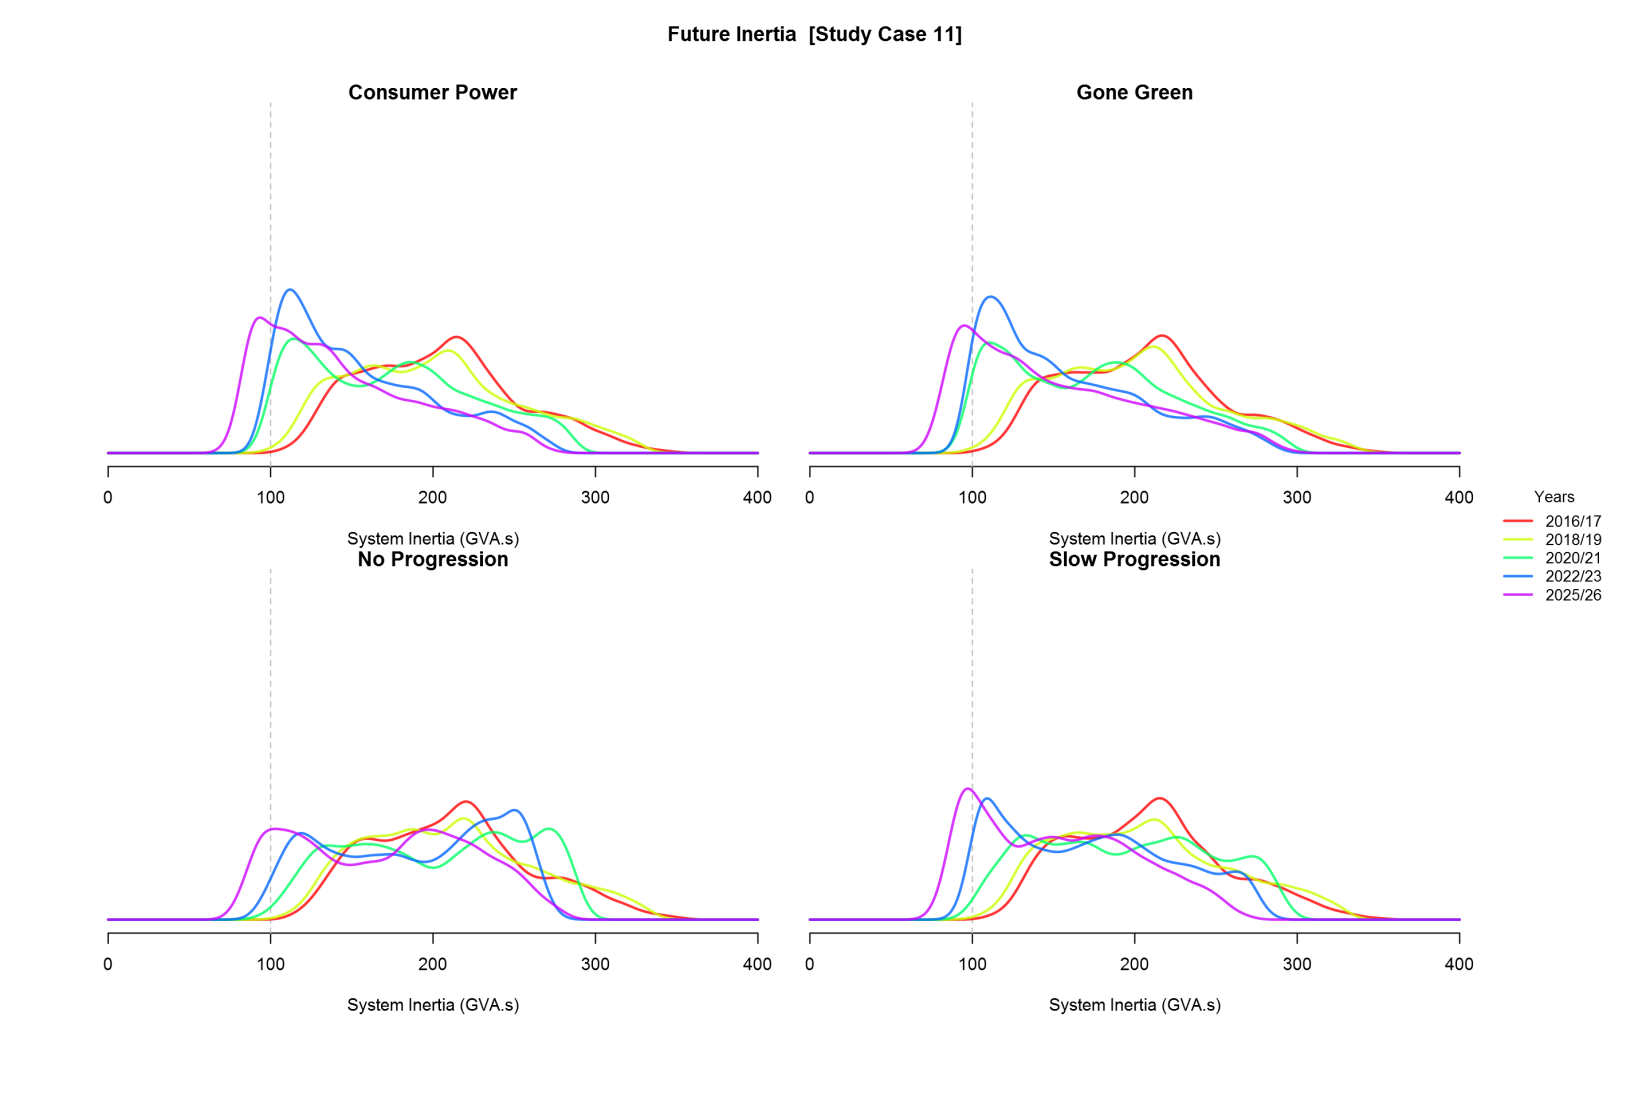 Future Inertia  [Study Case 11]
Consumer Power
Gone Green
0 100 200 300 400
0 100 200 300 400
System Inertia (GVA.s)
System Inertia (GVA.s)
Years
2016/17
2018/19
2020/21
2022/23
2025/26
No Progression
Slow Progression
0 100 200 300 400
0 100 200 300 400
System Inertia (GVA.s)
System Inertia (GVA.s)